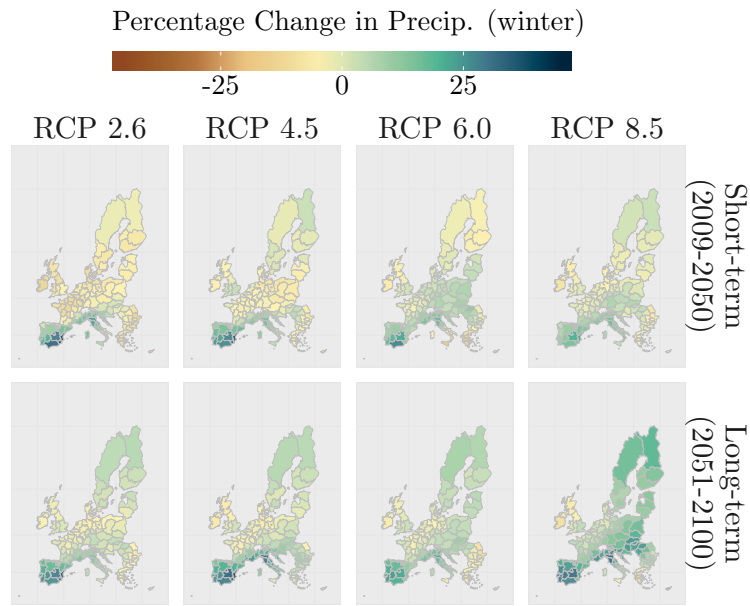 Percentage Change in Precip. (winter)
-25 0 25
RCP 2.6 RCP 4.5 RCP 6.0 RCP 8.5
Short-term
(2009-2050)
Long-term
(2051-2100)